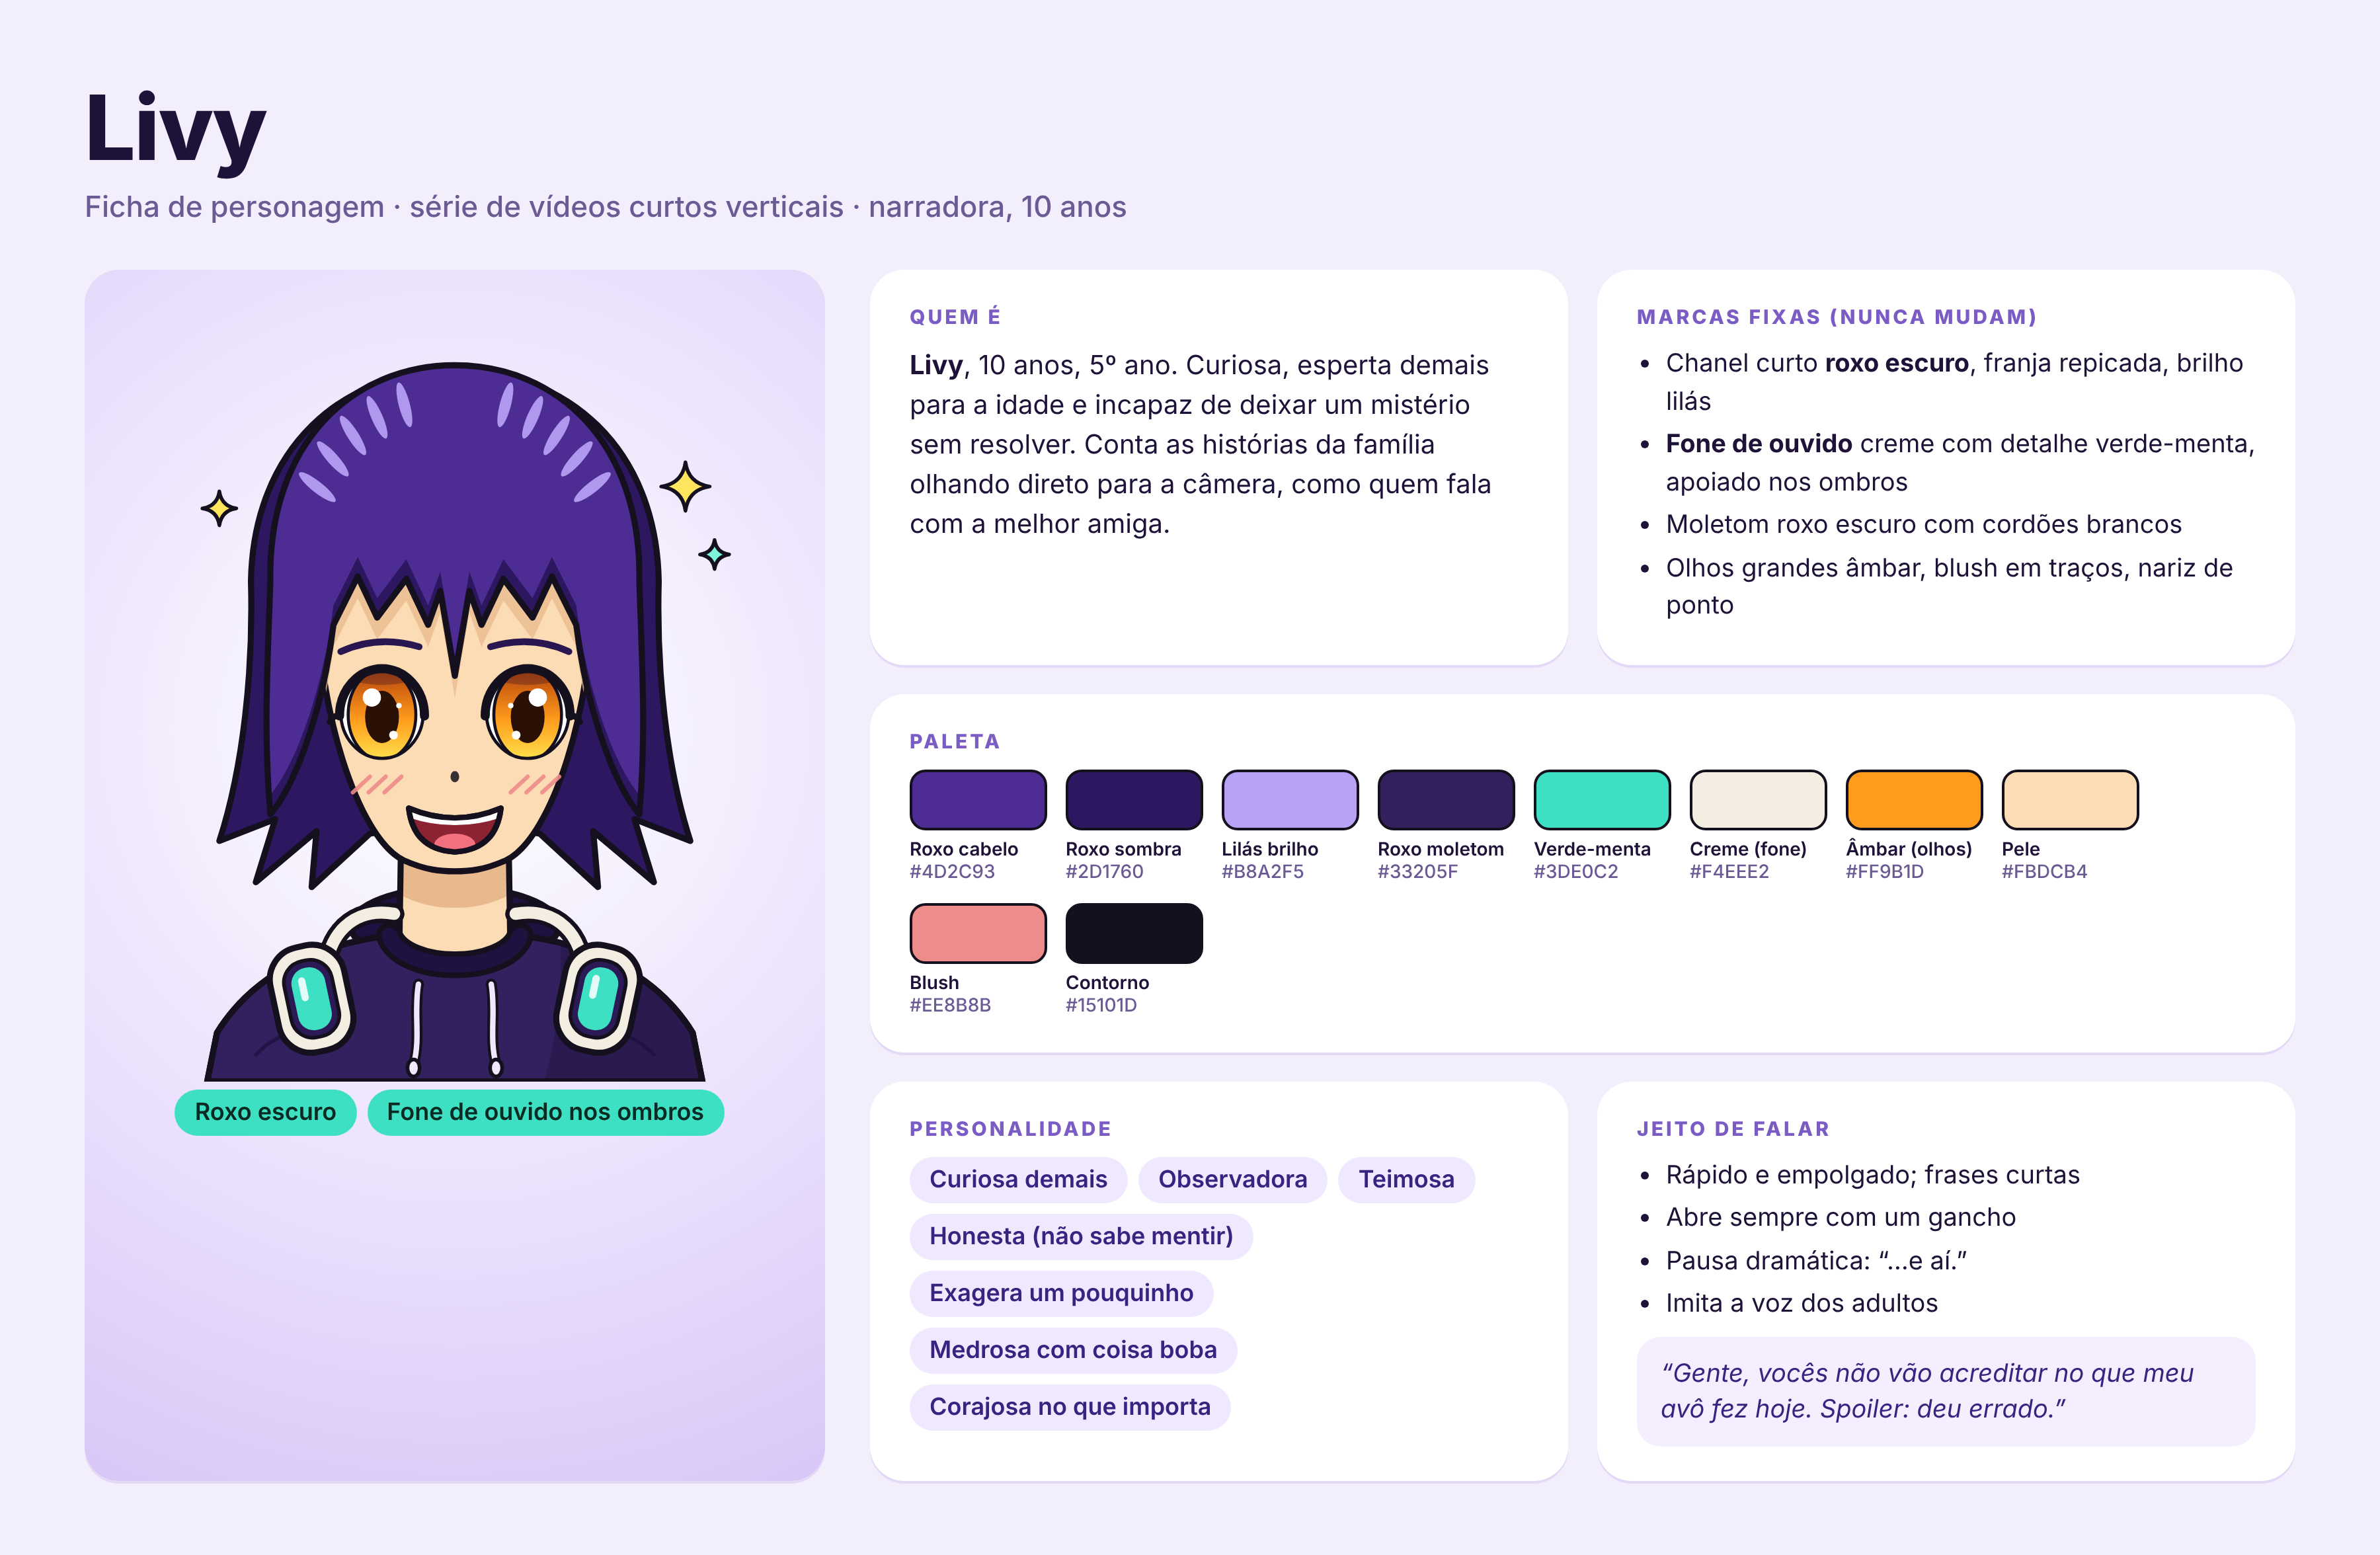 Livy
Ficha de personagem · série de vídeos curtos verticais · narradora, 10 anos
Roxo escuro
Fone de ouvido nos ombros
QUEM É
Livy, 10 anos, 5º ano. Curiosa, esperta demais
para a idade e incapaz de deixar um mistério
sem resolver. Conta as histórias da família
olhando direto para a câmera, como quem fala
com a melhor amiga.
MARCAS FIXAS (NUNCA MUDAM)
• Chanel curto roxo escuro, franja repicada, brilho
lilás
• Fone de ouvido creme com detalhe verde-menta,
apoiado nos ombros
• Moletom roxo escuro com cordões brancos
• Olhos grandes âmbar, blush em traços, nariz de
ponto
PALETA
Roxo cabelo
#4D2C93
Roxo sombra
#2D1760
Lilás brilho
#B8A2F5
Roxo moletom
#33205F
Verde-menta
#3DE0C2
Creme (fone)
#F4EEE2
Âmbar (olhos)
#FF9B1D
Pele
#FBDCB4
Blush
#EE8B8B
Contorno
#15101D
PERSONALIDADE
Curiosa demais
Observadora
Teimosa
Honesta (não sabe mentir)
Exagera um pouquinho
Medrosa com coisa boba
Corajosa no que importa
JEITO DE FALAR
• Rápido e empolgado; frases curtas
• Abre sempre com um gancho
• Pausa dramática: “…e aí.”
• Imita a voz dos adultos
“Gente, vocês não vão acreditar no que meu
avô fez hoje. Spoiler: deu errado.”